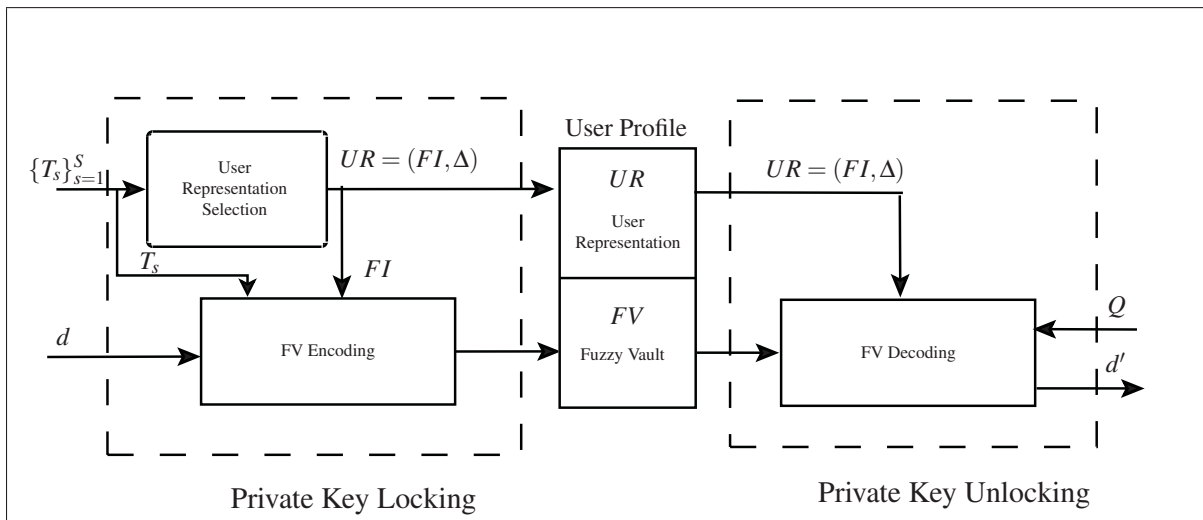 User Profile
{T_s}_{s=1}^S
User
Representation
Selection
UR = (FI, Δ)
UR
User
Representation
UR = (FI, Δ)
T_s
FI
d
FV Encoding
FV
Fuzzy Vault
FV Decoding
Q
d′
Private Key Locking
Private Key Unlocking